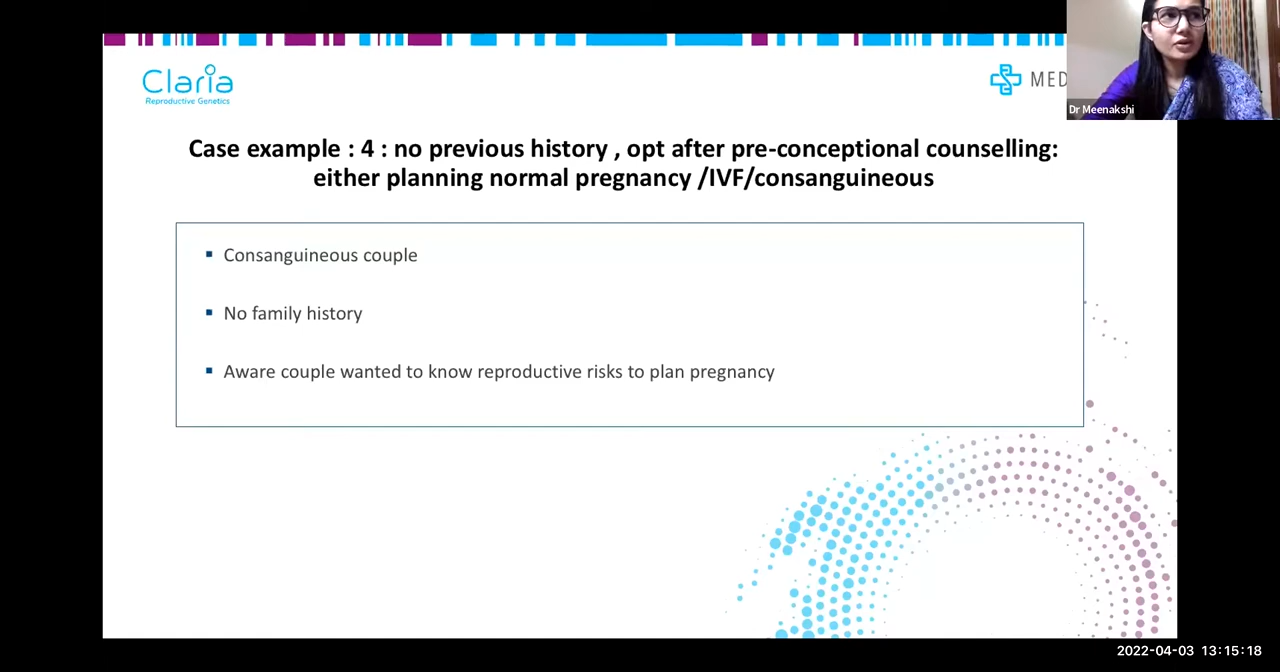 Claria
Reproductive Genetics
MED
Dr Meenakshi
Case example : 4 : no previous history , opt after pre-conceptional counselling:
either planning normal pregnancy /IVF/consanguineous
▪ Consanguineous couple
▪ No family history
▪ Aware couple wanted to know reproductive risks to plan pregnancy
2022-04-03 13:15:18